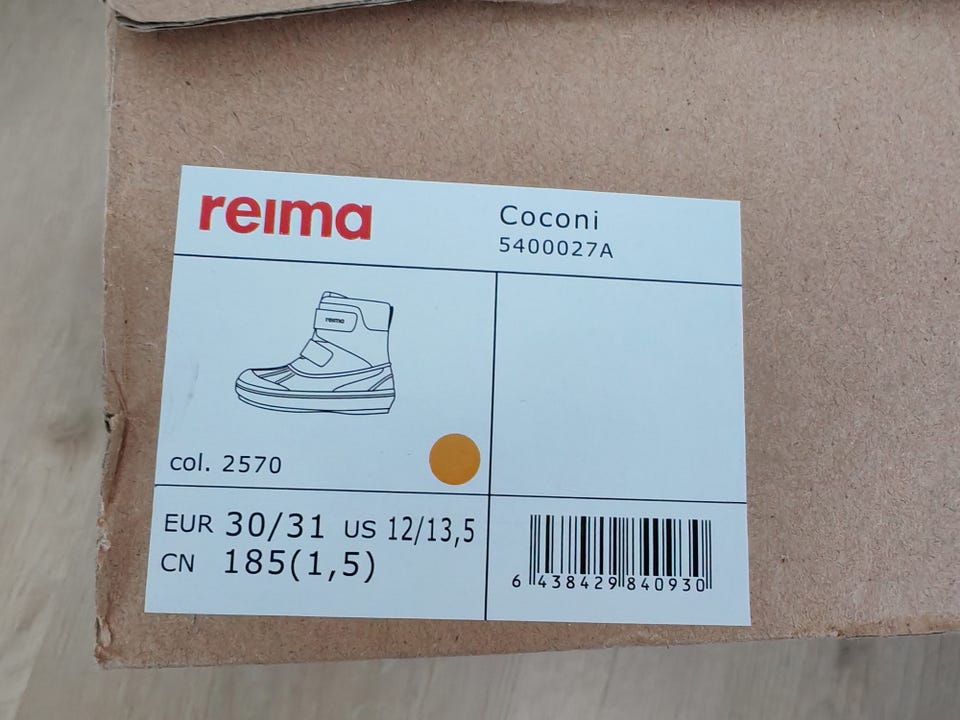 reima
Coconi
5400027A
reima
col. 2570
EUR 30/31 US 12/13,5
CN 185(1,5)
6 438429 840930